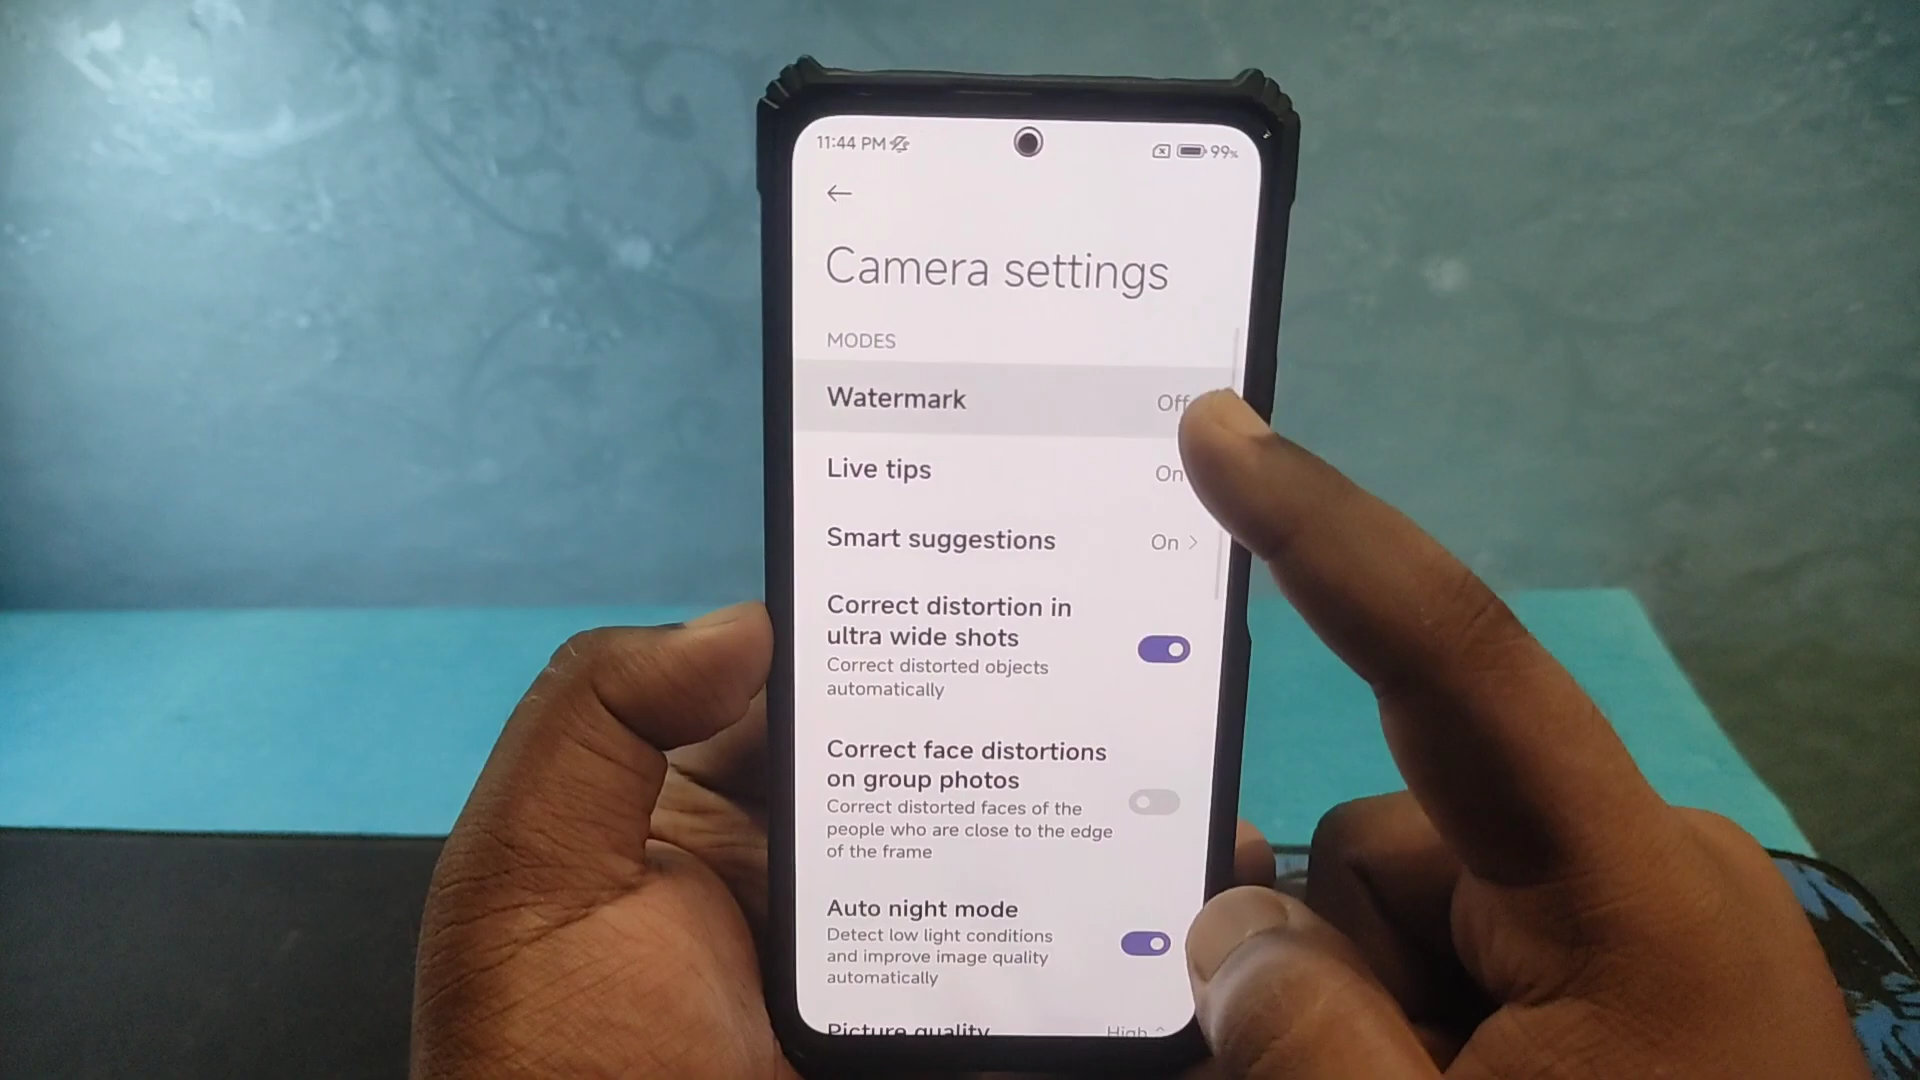 11:44 PM
99%
Camera settings
MODES
Watermark Off
Live tips On
Smart suggestions On >
Correct distortion in
ultra wide shots
Correct distorted objects
automatically
Correct face distortions
on group photos
Correct distorted faces of the
people who are close to the edge
of the frame
Auto night mode
Detect low light conditions
and improve image quality
automatically
Picture quality High